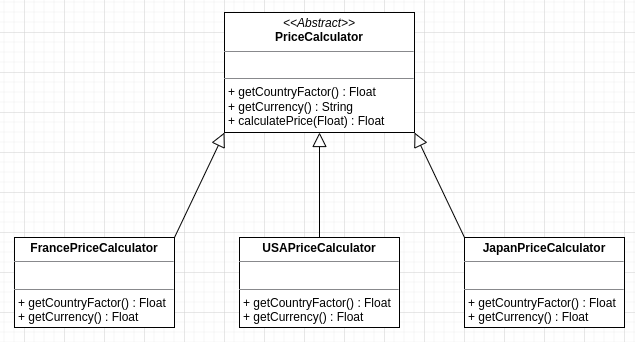 <<Abstract>>
PriceCalculator
+ getCountryFactor() : Float
+ getCurrency() : String
+ calculatePrice(Float) : Float
FrancePriceCalculator
+ getCountryFactor() : Float
+ getCurrency() : Float
USAPriceCalculator
+ getCountryFactor() : Float
+ getCurrency() : Float
JapanPriceCalculator
+ getCountryFactor() : Float
+ getCurrency() : Float